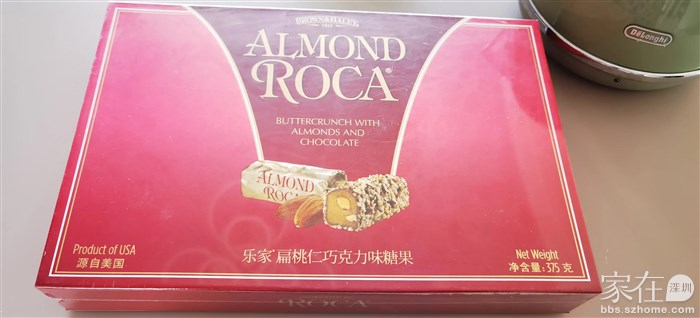 BROWN & HALEY
ALMOND
ROCA®
BUTTERCRUNCH WITH
ALMONDS AND
CHOCOLATE
ALMOND
ROCA
Product of USA
源自美国
乐家®扁桃仁巧克力味糖果
Net Weight
净含量:375 克
ROCA
DeLonghi
家在深圳
bbs.szhome.com